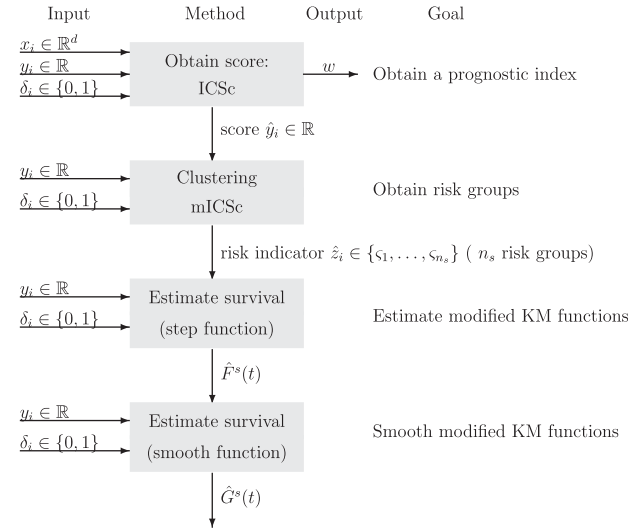 Input Method Output Goal
x_i ∈ ℝ^d
y_i ∈ ℝ
δ_i ∈ {0, 1}
Obtain score:
ICSc
w
Obtain a prognostic index
score ŷ_i ∈ ℝ
y_i ∈ ℝ
δ_i ∈ {0, 1}
Clustering
mICSc
Obtain risk groups
risk indicator ẑ_i ∈ {ς_1, . . . , ς_{n_s}} ( n_s risk groups)
y_i ∈ ℝ
δ_i ∈ {0, 1}
Estimate survival
(step function)
Estimate modified KM functions
F̂^s(t)
y_i ∈ ℝ
δ_i ∈ {0, 1}
Estimate survival
(smooth function)
Smooth modified KM functions
Ĝ^s(t)